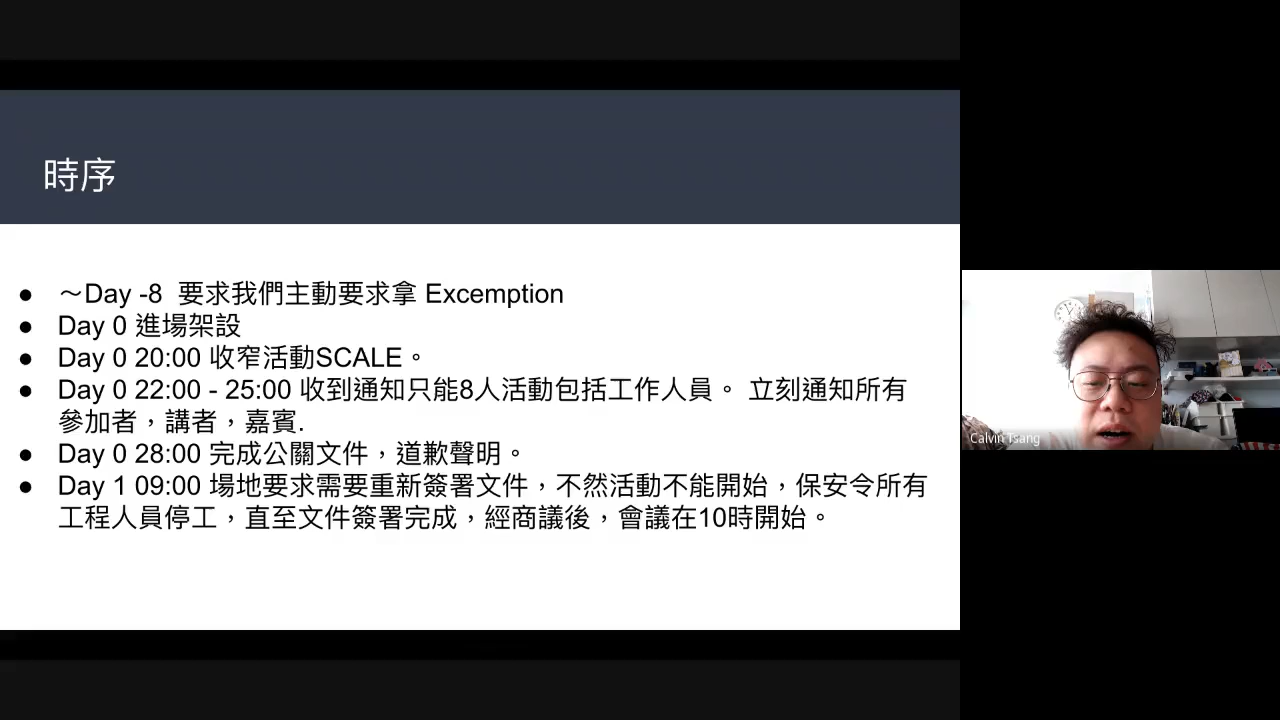 時序
● ～Day -8 要求我們主動要求拿 Excemption
● Day 0 進場架設
● Day 0 20:00 收窄活動SCALE。
● Day 0 22:00 - 25:00 收到通知只能8人活動包括工作人員。 立刻通知所有
參加者，講者，嘉賓.
● Day 0 28:00 完成公關文件，道歉聲明。
● Day 1 09:00 場地要求需要重新簽署文件，不然活動不能開始，保安令所有
工程人員停工，直至文件簽署完成，經商議後，會議在10時開始。
Calvin Tsang